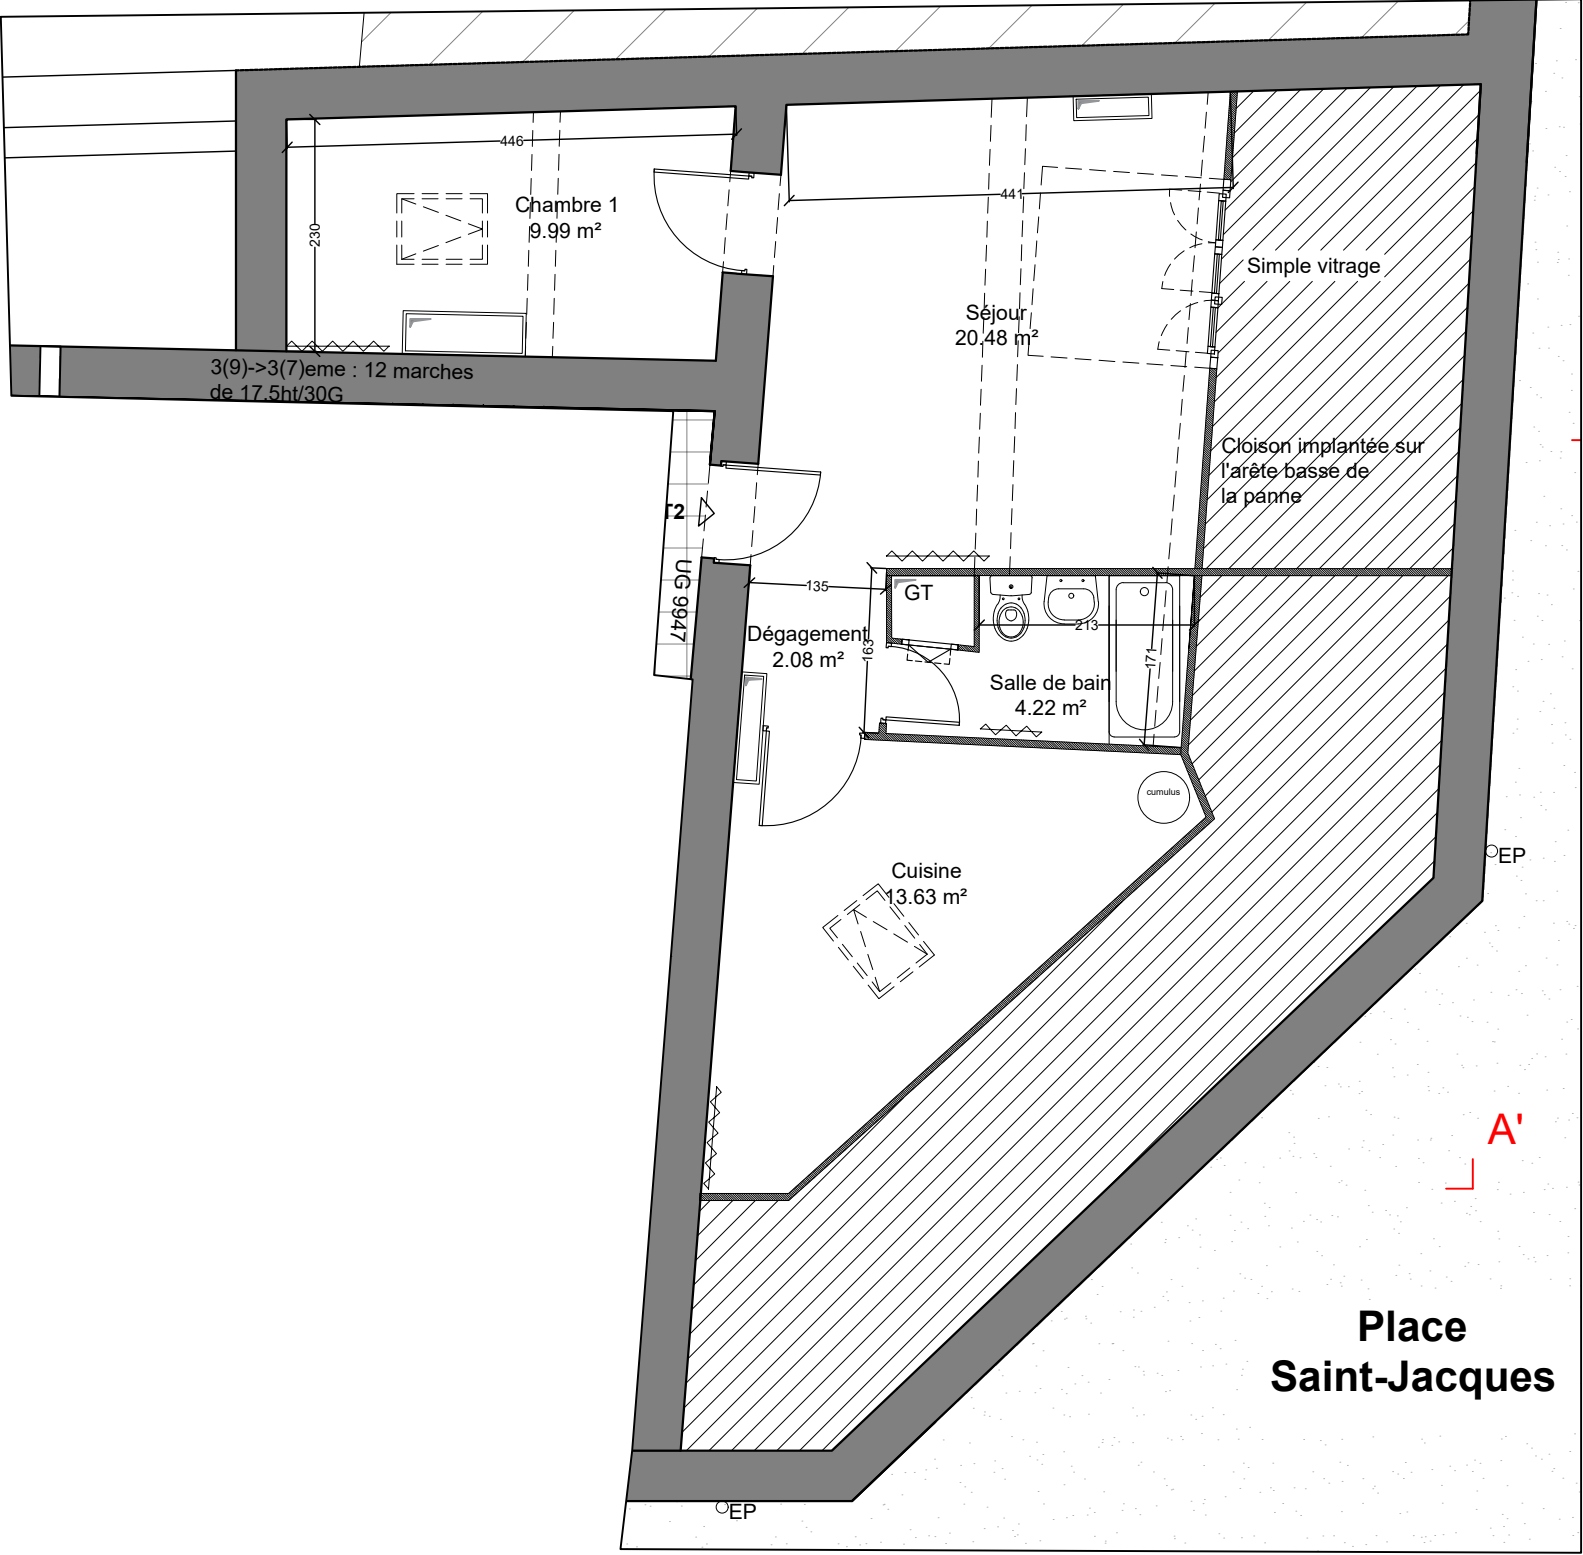 446
Chambre 1
9.99 m²
230
441
Simple vitrage
Séjour
20.48 m²
3(9)->3(7)eme : 12 marches
de 17.5ht/30G
Cloison implantée sur
l'arête basse de
la panne
T2
UG 9947
135
GT
213
Dégagement
2.08 m²
163
171
Salle de bain
4.22 m²
cumulus
Cuisine
13.63 m²
EP
A'
Place
Saint-Jacques
EP